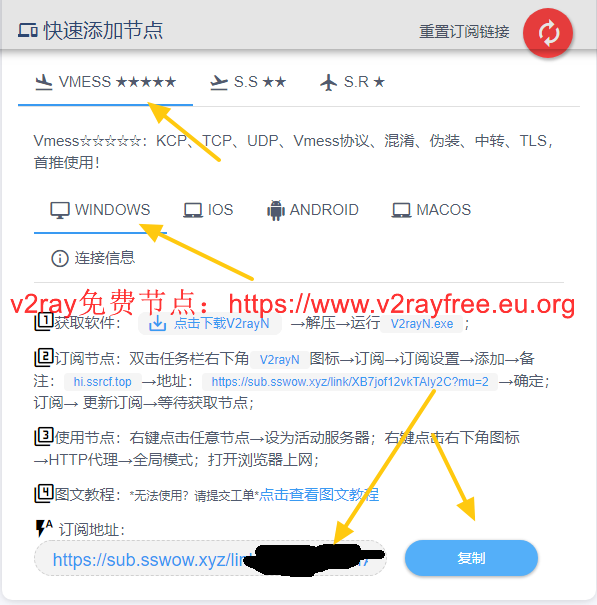 快速添加节点
重置订阅链接
VMESS ★★★★★
S.S ★★
S.R ★
Vmess☆☆☆☆☆：KCP、TCP、UDP、Vmess协议、混淆、伪装、中转、TLS，
首推使用！
WINDOWS
IOS
ANDROID
MACOS
连接信息
v2ray免费节点：https://www.v2rayfree.eu.org
1获取软件： 点击下载V2rayN →解压→运行 V2rayN.exe ；
2订阅节点：双击任务栏右下角 V2rayN 图标→订阅→订阅设置→添加→备
注： hi.ssrcf.top →地址： https://sub.sswow.xyz/link/XB7jof12vkTAly2C?mu=2 →确定；
订阅→ 更新订阅→等待获取节点；
3使用节点：右键点击任意节点→设为活动服务器；右键点击右下角图标
→HTTP代理→全局模式；打开浏览器上网；
4图文教程：*无法使用？请提交工单*点击查看图文教程
订阅地址：
https://sub.sswow.xyz/lin
复制